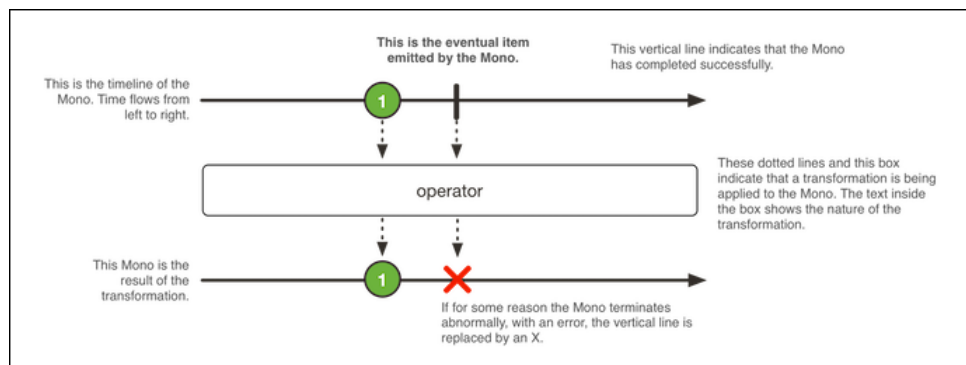 This is the eventual item
emitted by the Mono.
This vertical line indicates that the Mono
has completed successfully.
This is the timeline of the
Mono. Time flows from
left to right.
1
These dotted lines and this box
indicate that a transformation is being
applied to the Mono. The text inside
the box shows the nature of the
transformation.
operator
This Mono is the
result of the
transformation.
1
If for some reason the Mono terminates
abnormally, with an error, the vertical line is
replaced by an X.